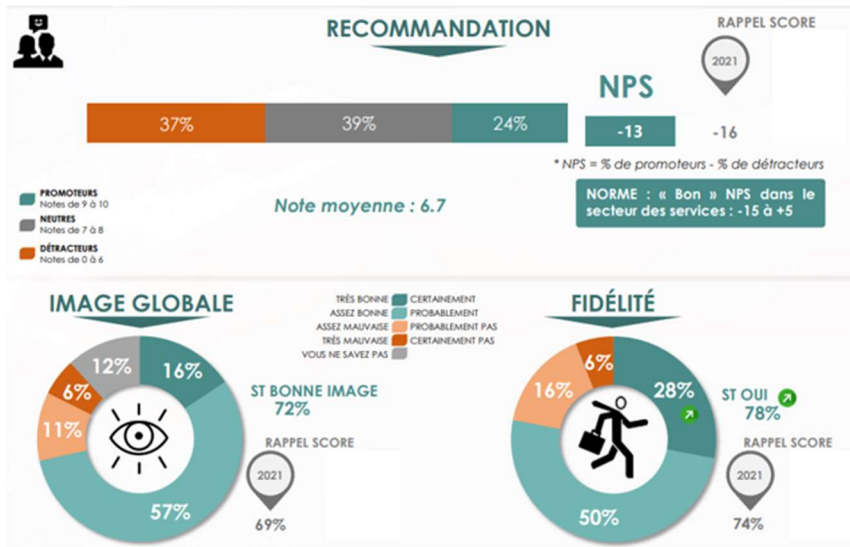 RECOMMANDATION
RAPPEL SCORE
2021
NPS
37%
39%
24%
-13
-16
* NPS = % de promoteurs - % de détracteurs
PROMOTEURS
Notes de 9 à 10
NEUTRES
Notes de 7 à 8
DÉTRACTEURS
Notes de 0 à 6
Note moyenne : 6.7
NORME : « Bon » NPS dans le
secteur des services : -15 à +5
IMAGE GLOBALE
TRÈS BONNE CERTAINEMENT
ASSEZ BONNE PROBABLEMENT
ASSEZ MAUVAISE PROBABLEMENT PAS
TRÈS MAUVAISE CERTAINEMENT PAS
VOUS NE SAVEZ PAS
FIDÉLITÉ
12%
16%
6%
11%
57%
ST BONNE IMAGE
72%
RAPPEL SCORE
2021
69%
6%
16%
28%
50%
ST OUI
78%
RAPPEL SCORE
2021
74%